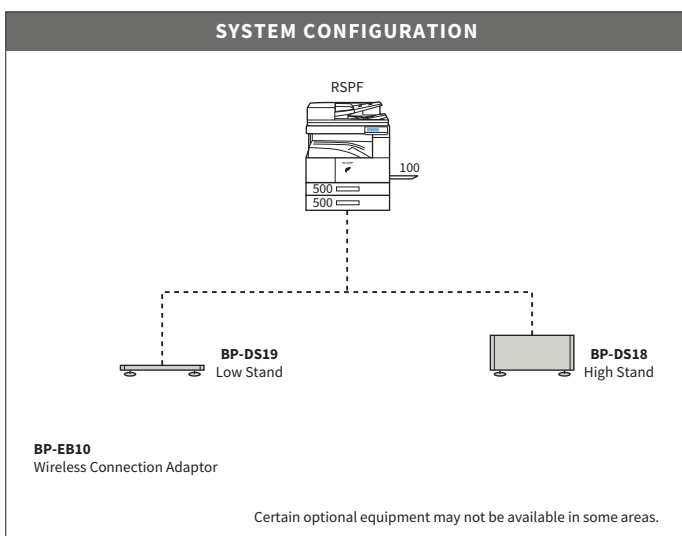 SYSTEM CONFIGURATION
RSPF
100
500
500
BP-DS19
Low Stand
BP-DS18
High Stand
BP-EB10
Wireless Connection Adaptor
Certain optional equipment may not be available in some areas.